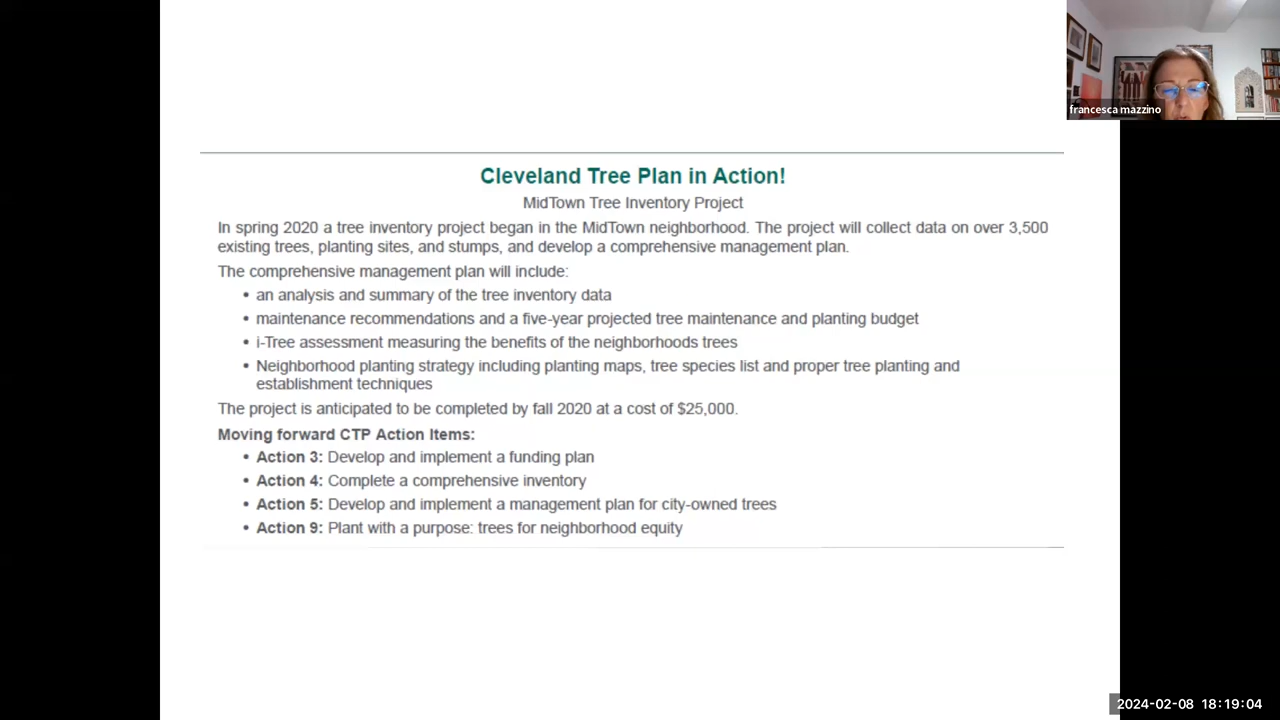 francesca mazzino
Cleveland Tree Plan in Action!
MidTown Tree Inventory Project
In spring 2020 a tree inventory project began in the MidTown neighborhood. The project will collect data on over 3,500
existing trees, planting sites, and stumps, and develop a comprehensive management plan.
The comprehensive management plan will include:
• an analysis and summary of the tree inventory data
• maintenance recommendations and a five-year projected tree maintenance and planting budget
• i-Tree assessment measuring the benefits of the neighborhoods trees
• Neighborhood planting strategy including planting maps, tree species list and proper tree planting and
establishment techniques
The project is anticipated to be completed by fall 2020 at a cost of $25,000.
Moving forward CTP Action Items:
• Action 3: Develop and implement a funding plan
• Action 4: Complete a comprehensive inventory
• Action 5: Develop and implement a management plan for city-owned trees
• Action 9: Plant with a purpose: trees for neighborhood equity
2024-02-08 18:19:04